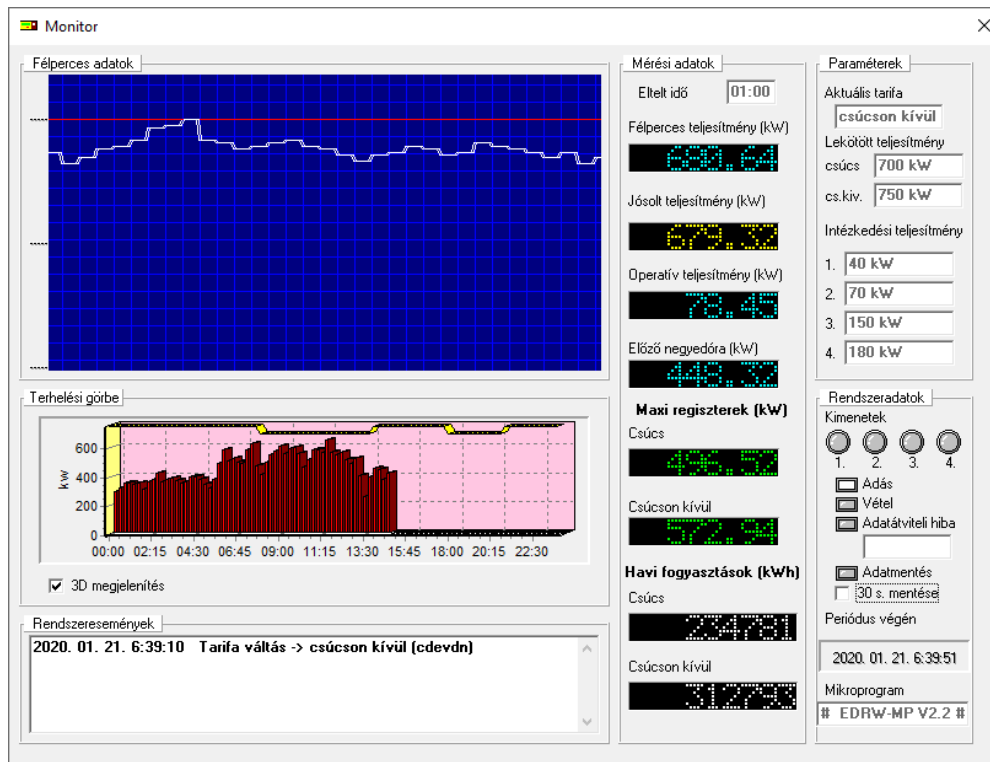 Monitor
Félperces adatok
Terhelési görbe
kW
600
400
200
0
00:00 02:15 04:30 06:45 09:00 11:15 13:30 15:45 18:00 20:15 22:30
3D megjelenítés
Rendszeresemények
2020. 01. 21. 6:39:10 Tarifa váltás -> csúcson kívül (cdevdn)
Mérési adatok
Eltelt idő 01:00
Félperces teljesítmény (kW)
680.64
Jósolt teljesítmény (kW)
679.32
Operatív teljesítmény (kW)
78.45
Előző negyedóra (kW)
448.32
Maxi regiszterek (kW)
Csúcs
496.52
Csúcson kívül
572.94
Havi fogyasztások (kWh)
Csúcs
234781
Csúcson kívül
312793
Paraméterek
Aktuális tarifa
csúcson kívül
Lekötött teljesítmény
csúcs 700 kW
cs.kiv. 750 kW
Intézkedési teljesítmény
1. 40 kW
2. 70 kW
3. 150 kW
4. 180 kW
Rendszeradatok
Kimenetek
1. 2. 3. 4.
Adás
Vétel
Adatátviteli hiba
Adatmentés
30 s. mentése
Periódus végén
2020. 01. 21. 6:39:51
Mikroprogram
# EDRW-MP V2.2 #